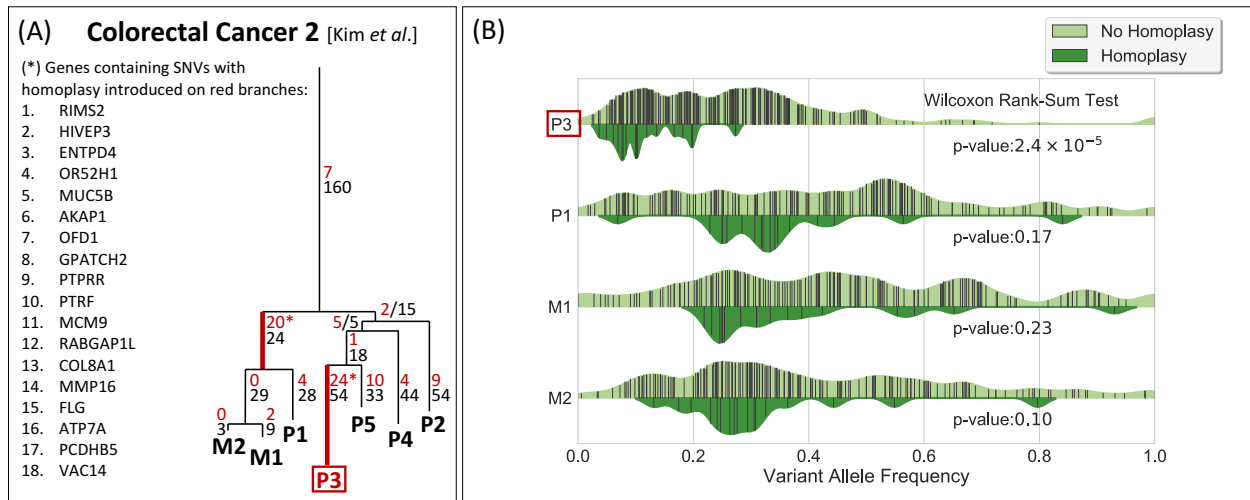 (A) Colorectal Cancer 2 [Kim et al.]
(*) Genes containing SNVs with
homoplasy introduced on red branches:
1. RIMS2
2. HIVEP3
3. ENTPD4
4. OR52H1
5. MUC5B
6. AKAP1
7. OFD1
8. GPATCH2
9. PTPRR
10. PTRF
11. MCM9
12. RABGAP1L
13. COL8A1
14. MMP16
15. FLG
16. ATP7A
17. PCDHB5
18. VAC14
7
160
2/15
20*
24
5/5
1
18
0
29
4
28
24*
54
10
33
4
44
9
54
0
3
2
9
M2
M1
P1
P3
P5
P4
P2
(B)
No Homoplasy
Homoplasy
Wilcoxon Rank-Sum Test
P3
p-value:2.4 × 10⁻⁵
P1
p-value:0.17
M1
p-value:0.23
M2
p-value:0.10
0.0 0.2 0.4 0.6 0.8 1.0
Variant Allele Frequency